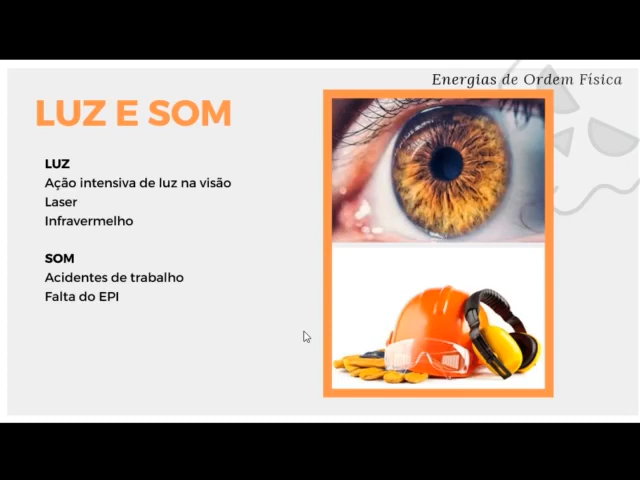 Energias de Ordem Física
LUZ E SOM
LUZ
Ação intensiva de luz na visão
Laser
Infravermelho
SOM
Acidentes de trabalho
Falta do EPI